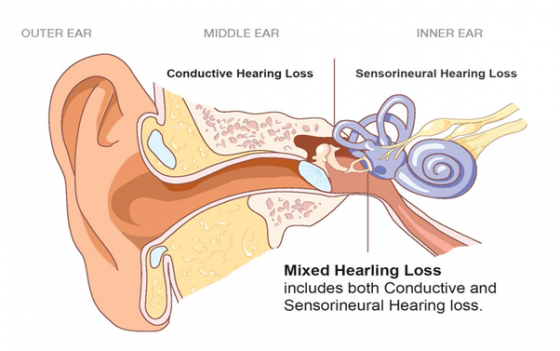 OUTER EAR MIDDLE EAR INNER EAR
Conductive Hearing Loss Sensorineural Hearing Loss
Mixed Hearling Loss
includes both Conductive and
Sensorineural Hearing loss.